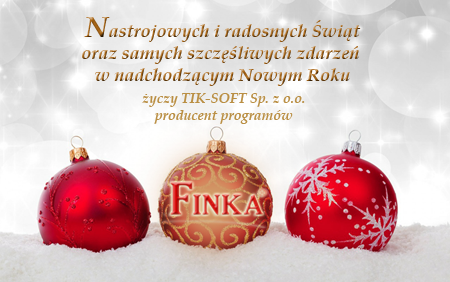 Nastrojowych i radosnych Świąt
oraz samych szczęśliwych zdarzeń
w nadchodzącym Nowym Roku
życzy TIK-SOFT Sp. z o.o.
producent programów
FINKA